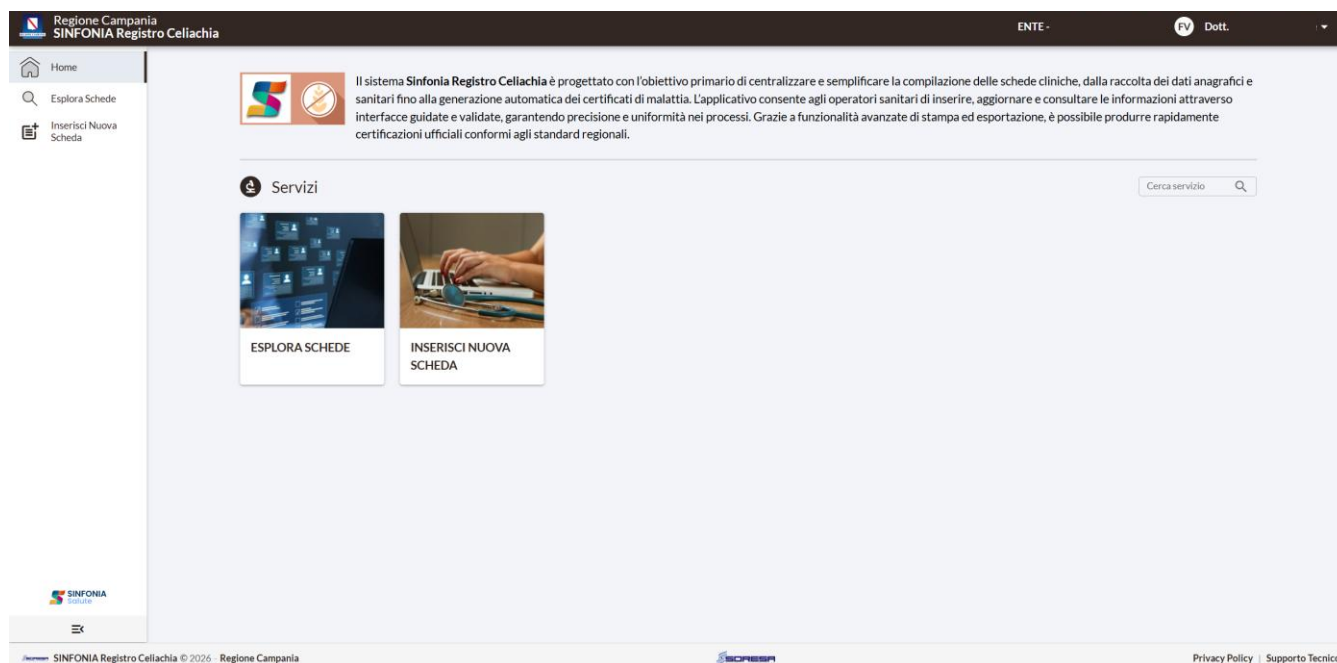 Regione Campania
SINFONIA Registro Celiachia
ENTE -
FV Dott.
Home
Esplora Schede
Inserisci Nuova
Scheda
Il sistema Sinfonia Registro Celiachia è progettato con l'obiettivo primario di centralizzare e semplificare la compilazione delle schede cliniche, dalla raccolta dei dati anagrafici e
sanitari fino alla generazione automatica dei certificati di malattia. L'applicativo consente agli operatori sanitari di inserire, aggiornare e consultare le informazioni attraverso
interfacce guidate e validate, garantendo precisione e uniformità nei processi. Grazie a funzionalità avanzate di stampa ed esportazione, è possibile produrre rapidamente
certificazioni ufficiali conformi agli standard regionali.
Servizi
Cerca servizio
ESPLORA SCHEDE
INSERISCI NUOVA
SCHEDA
SINFONIA
Salute
SINFONIA Registro Celiachia © 2026 - Regione Campania
SORESA
Privacy Policy | Supporto Tecnico